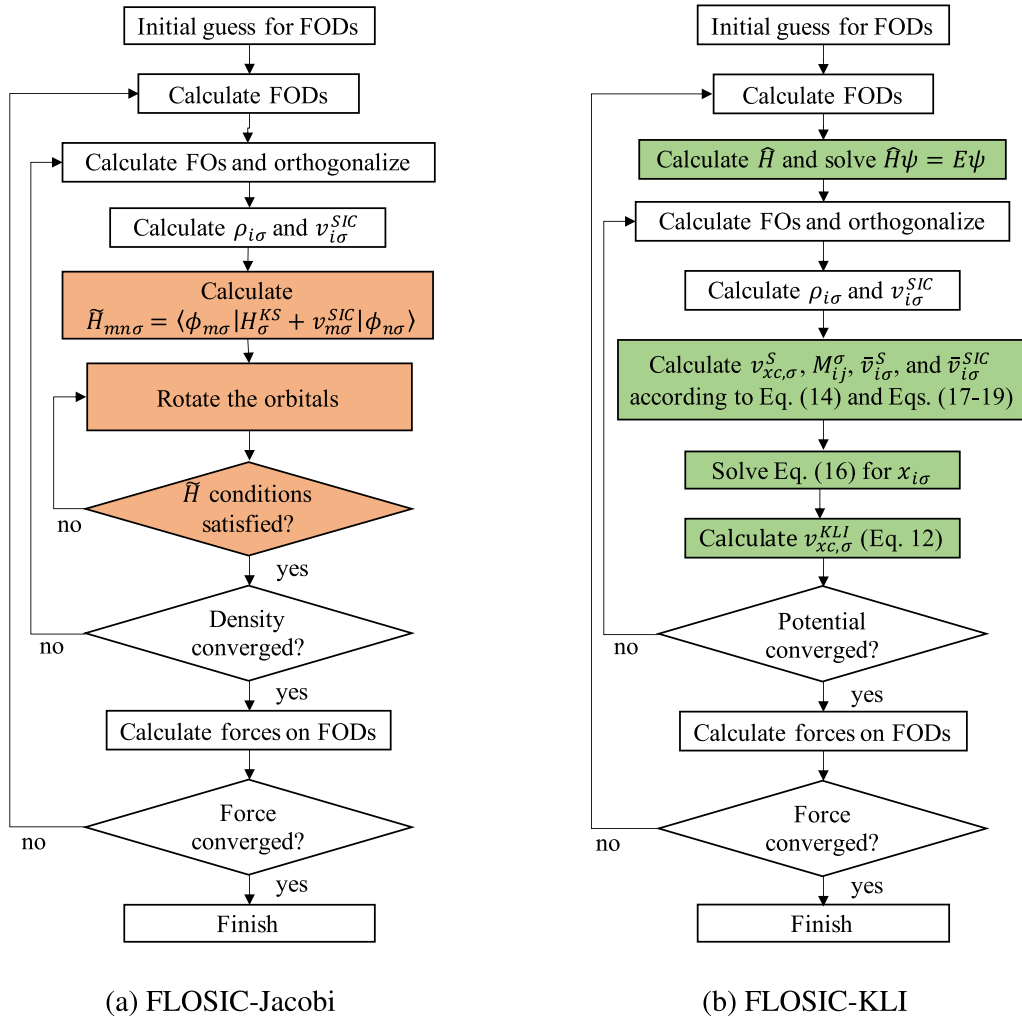 Initial guess for FODs
Calculate FODs
Calculate FOs and orthogonalize
Calculate ρ_{iσ} and v_{iσ}^{SIC}
Calculate
H̃_{mnσ} = ⟨ϕ_{mσ}|H_σ^{KS} + v_{mσ}^{SIC}|ϕ_{nσ}⟩
Rotate the orbitals
H̃ conditions
satisfied?
no
yes
Density
converged?
no
yes
Calculate forces on FODs
Force
converged?
no
yes
Finish
(a) FLOSIC-Jacobi
Initial guess for FODs
Calculate FODs
Calculate Ĥ and solve Ĥψ = Eψ
Calculate FOs and orthogonalize
Calculate ρ_{iσ} and v_{iσ}^{SIC}
Calculate v_{xc,σ}^{S}, M_{ij}^{σ}, v̄_{iσ}^{S}, and v̄_{iσ}^{SIC}
according to Eq. (14) and Eqs. (17-19)
Solve Eq. (16) for x_{iσ}
Calculate v_{xc,σ}^{KLI} (Eq. 12)
Potential
converged?
no
yes
Calculate forces on FODs
Force
converged?
no
yes
Finish
(b) FLOSIC-KLI